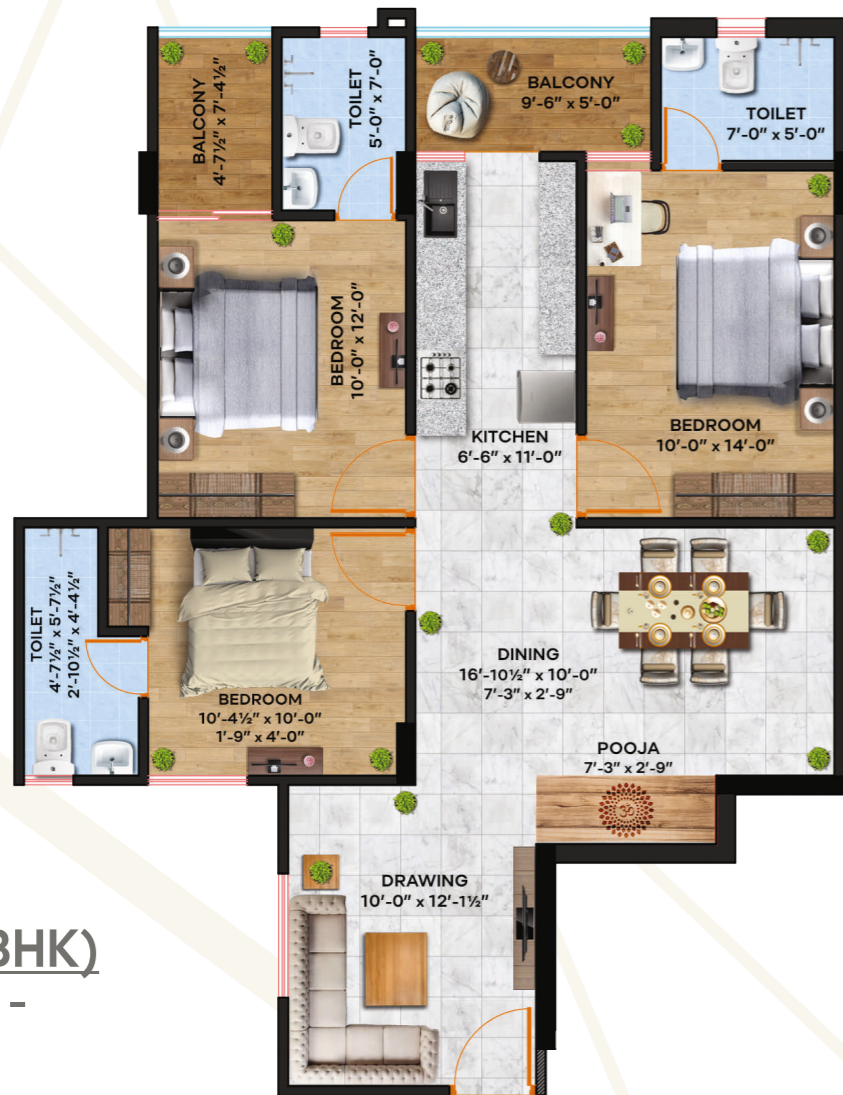 BALCONY
4'-7½" x 7'-4½"
TOILET
5'-0" x 7'-0"
BALCONY
9'-6" x 5'-0"
TOILET
7'-0" x 5'-0"
BEDROOM
10'-0" x 12'-0"
KITCHEN
6'-6" x 11'-0"
BEDROOM
10'-0" x 14'-0"
TOILET
4'-7½" x 5'-7½"
2'-10½" x 4'-4½"
BEDROOM
10'-4½" x 10'-0"
1'-9" x 4'-0"
DINING
16'-10½" x 10'-0"
7'-3" x 2'-9"
POOJA
7'-3" x 2'-9"
ॐ
DRAWING
10'-0" x 12'-1½"
BHK)
-